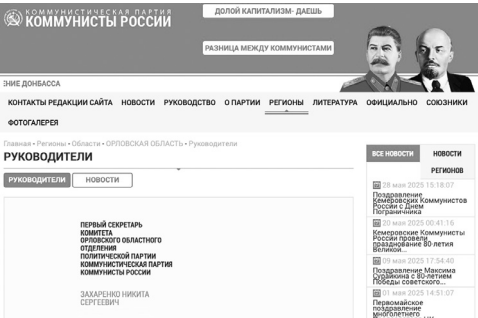 КОММУНИСТИЧЕСКАЯ ПАРТИЯ
КОММУНИСТЫ РОССИИ
ДОЛОЙ КАПИТАЛИЗМ- ДАЕШЬ
РАЗНИЦА МЕЖДУ КОММУНИСТАМИ
ЕНИЕ ДОНБАССА
КОНТАКТЫ РЕДАКЦИИ САЙТА НОВОСТИ РУКОВОДСТВО О ПАРТИИ РЕГИОНЫ ЛИТЕРАТУРА ОФИЦИАЛЬНО СОЮЗНИКИ
ФОТОГАЛЕРЕЯ
Главная • Регионы • Области • ОРЛОВСКАЯ ОБЛАСТЬ • Руководители
РУКОВОДИТЕЛИ
РУКОВОДИТЕЛИ НОВОСТИ
ПЕРВЫЙ СЕКРЕТАРЬ
КОМИТЕТА
ОРЛОВСКОГО ОБЛАСТНОГО
ОТДЕЛЕНИЯ
ПОЛИТИЧЕСКОЙ ПАРТИИ
КОММУНИСТИЧЕСКАЯ ПАРТИЯ
КОММУНИСТЫ РОССИИ
ЗАХАРЕНКО НИКИТА
СЕРГЕЕВИЧ
ВСЕ НОВОСТИ НОВОСТИ
РЕГИОНОВ
28 мая 2025 15:18:07
Поздравление
Кемеровских Коммунистов
России с Днем
Пограничника
20 мая 2025 00:41:16
Кемеровские Коммунисты
России провели
празднование 80-летия
Великой...
09 мая 2025 17:54:40
Поздравление Максима
Сурайкина с 80-летием
Победы советского...
01 мая 2025 14:51:07
Первомайское
поздравление
многолетнего